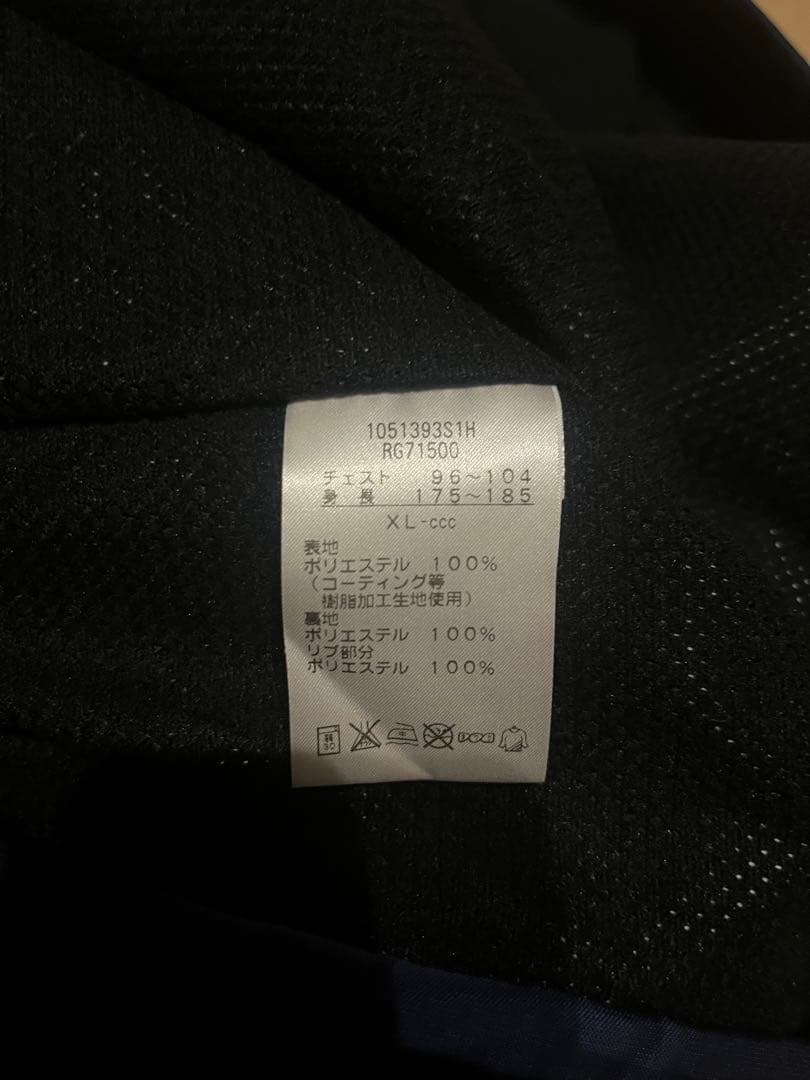 1051393S1H
RG71500
チェスト 96～104
身長 175～185
XL-ccc
表地
ポリエステル 100%
（コーティング等
樹脂加工生地使用）
裏地
ポリエステル 100%
リブ部分
ポリエステル 100%
弱
30